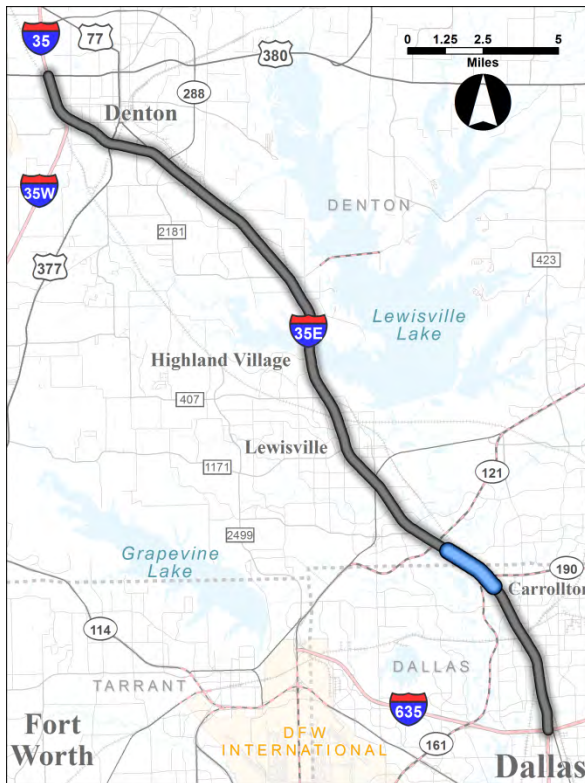 35
77
380
0 1.25 2.5 5
Miles
288
Denton
35W
DENTON
2181
377
423
Lewisville
Lake
35E
Highland Village
407
Lewisville
1171
121
2499
Grapevine
Lake
190
Carrollton
114
DALLAS
TARRANT
635
Fort
Worth
DFW
INTERNATIONAL
161
Dallas